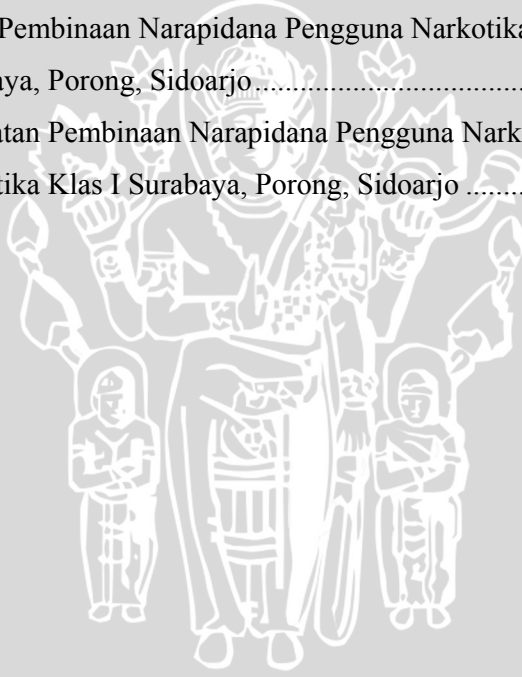 Pembinaan Narapidana Pengguna Narkotika
aya, Porong, Sidoarjo..................................
atan Pembinaan Narapidana Pengguna Nark
tika Klas I Surabaya, Porong, Sidoarjo .........